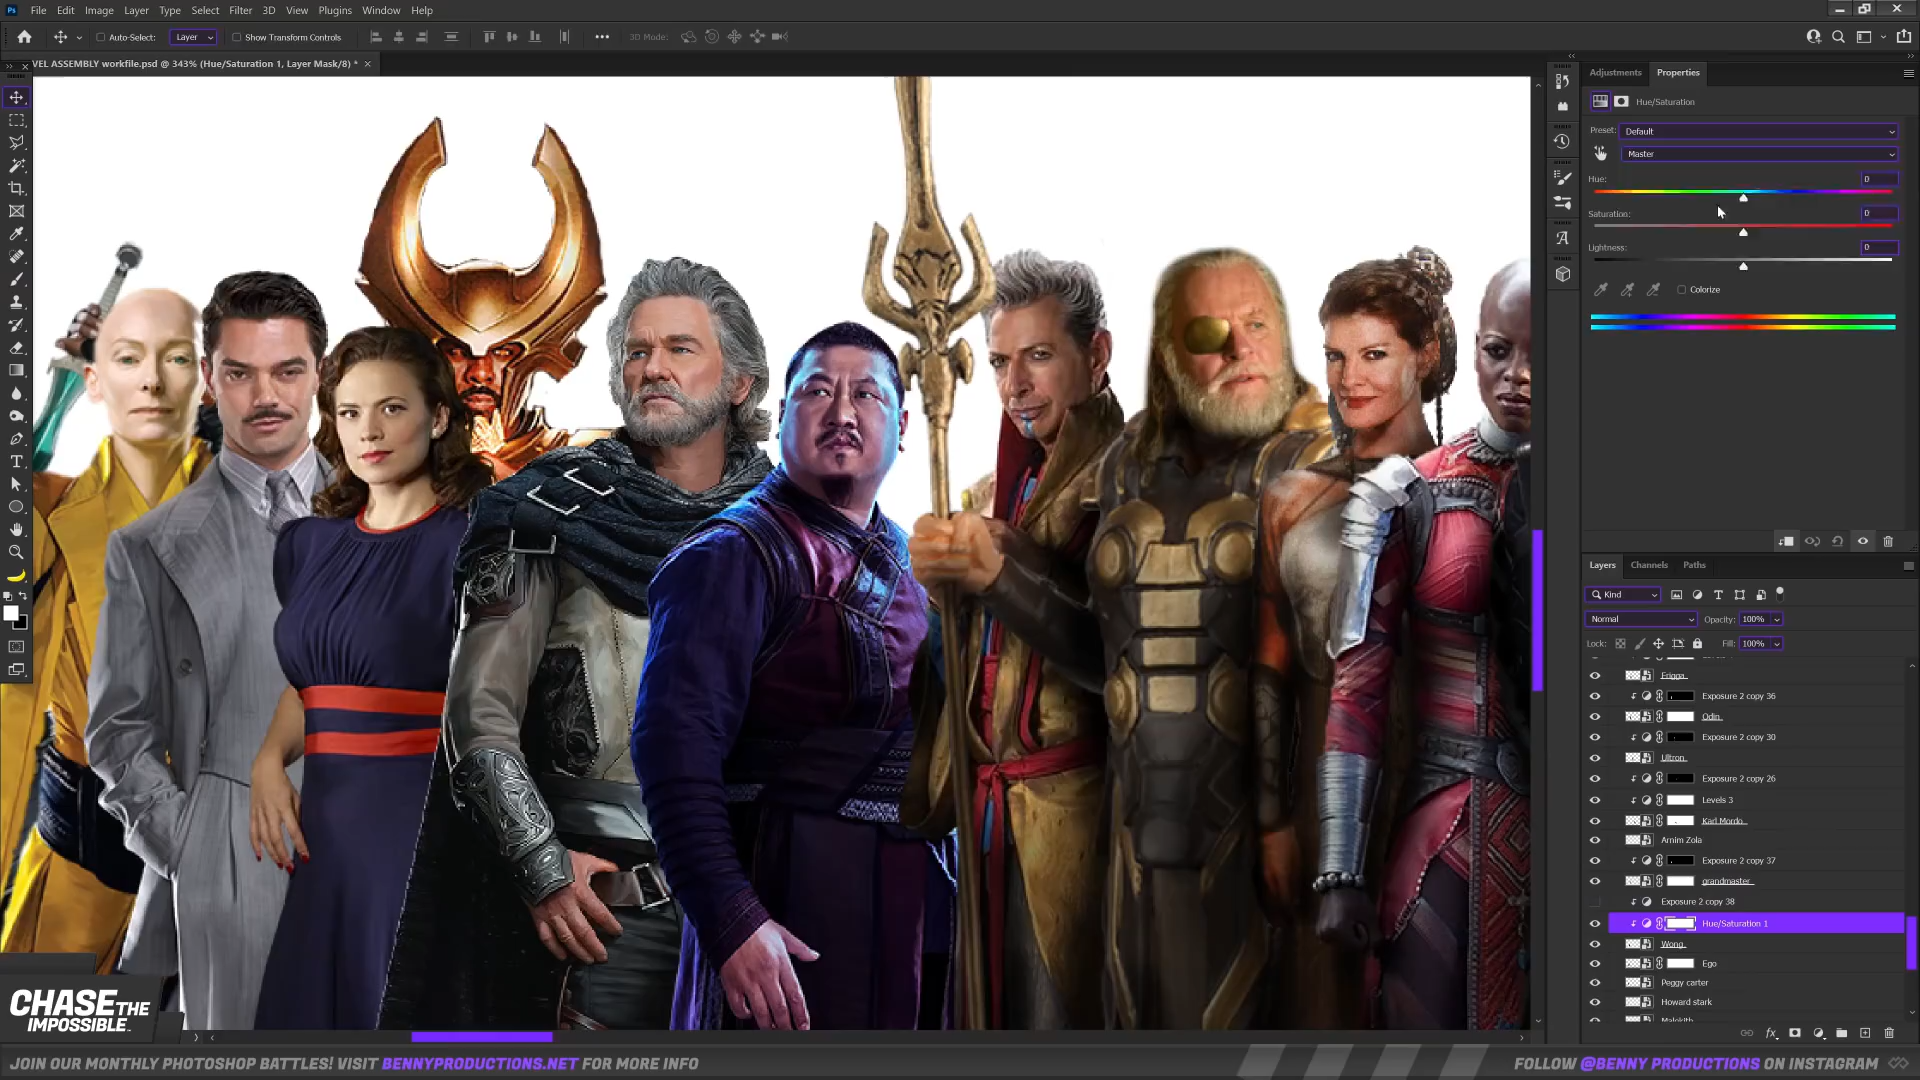 Ps File Edit Image Layer Type Select Filter 3D View Plugins Window Help
Auto-Select: Layer Show Transform Controls 3D Mode:
VEL ASSEMBLY workfile.psd @ 343% (Hue/Saturation 1, Layer Mask/8) *
Adjustments Properties
Hue/Saturation
Preset: Default
Master
Hue: 0
Saturation: 0
Lightness: 0
Colorize
Layers Channels Paths
Kind
Normal Opacity: 100%
Lock: Fill: 100%
Frigga
Exposure 2 copy 36
Odin
Exposure 2 copy 30
Ultron
Exposure 2 copy 26
Levels 3
Karl Mordo
Arnim Zola
Exposure 2 copy 37
grandmaster
Exposure 2 copy 38
Hue/Saturation 1
Wong
Ego
Peggy carter
Howard stark
CHASE THE
IMPOSSIBLE.
JOIN OUR MONTHLY PHOTOSHOP BATTLES! VISIT BENNYPRODUCTIONS.NET FOR MORE INFO
FOLLOW @BENNY PRODUCTIONS ON INSTAGRAM